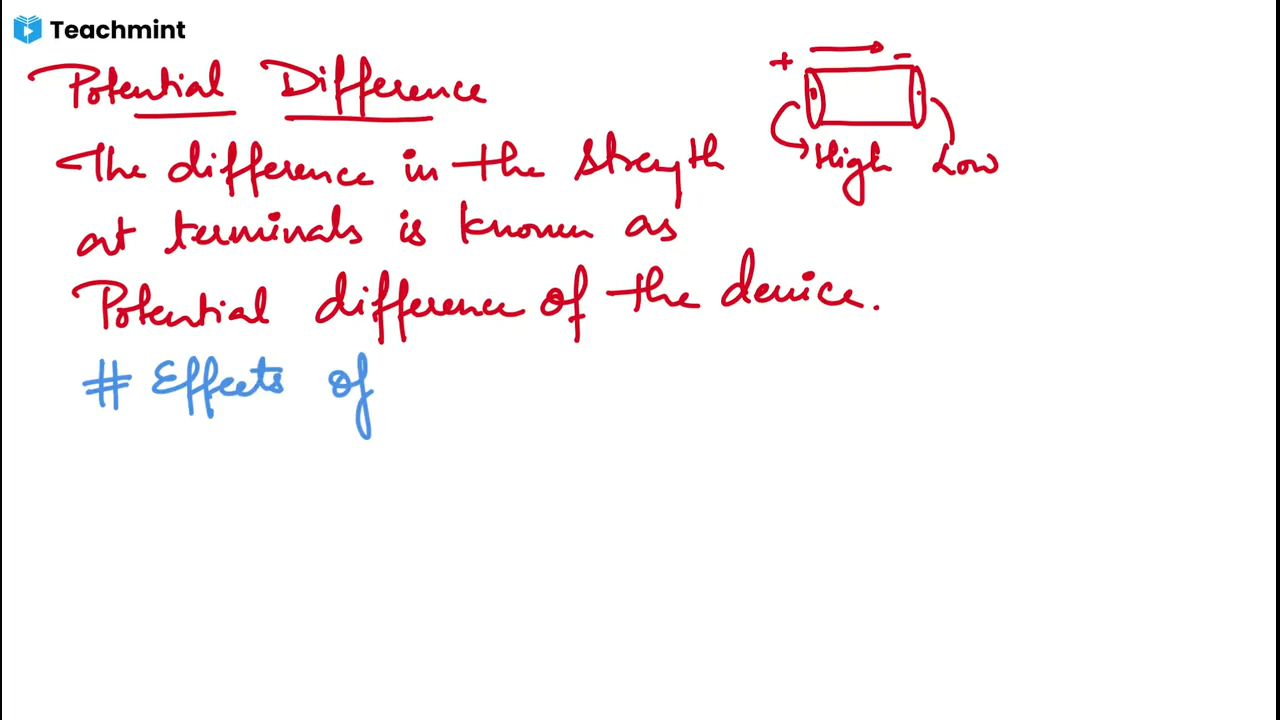 Teachmint
Potential Difference
+ -
High Low
The difference in the strength
at terminals is known as
Potential difference of the device.
# Effects of